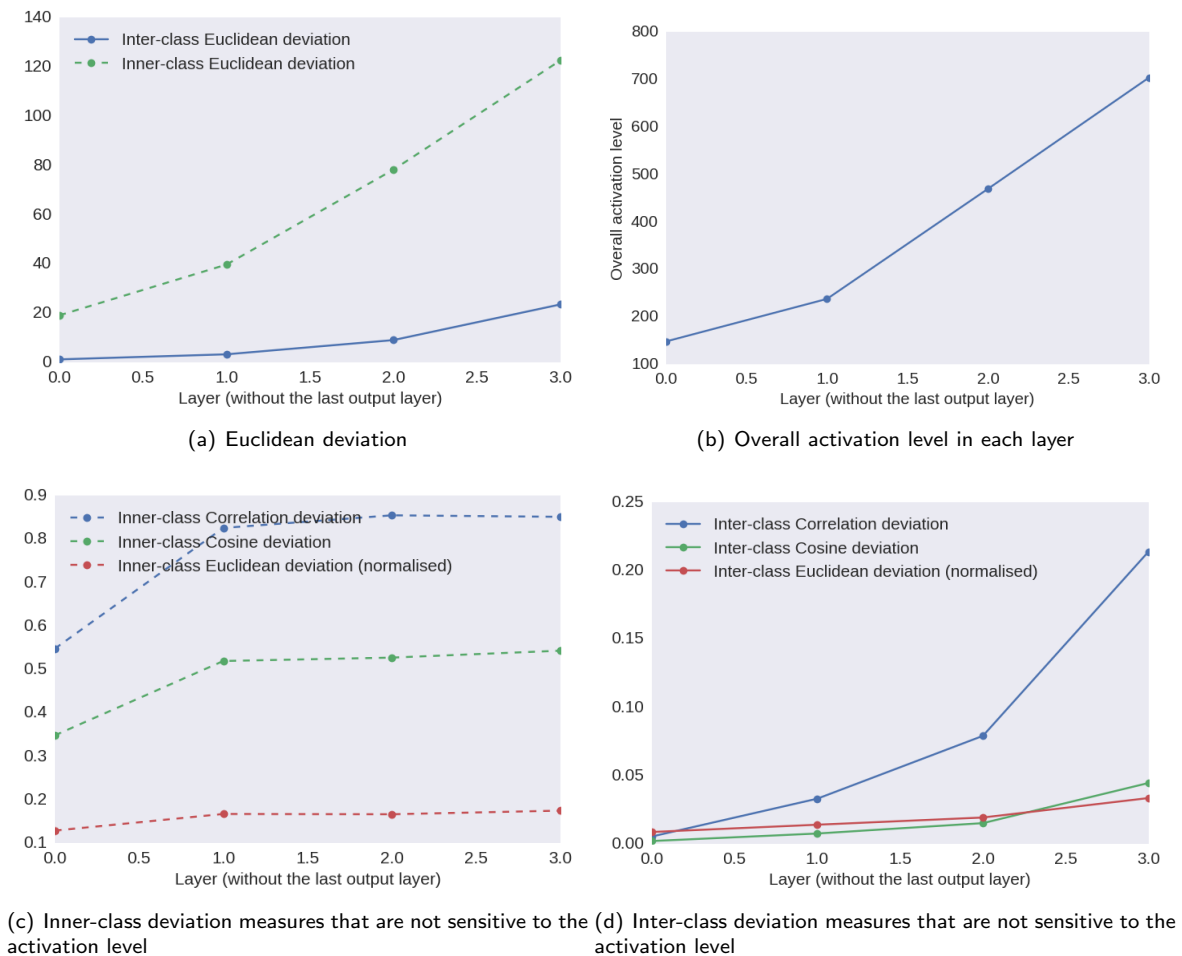 140
120
100
80
60
40
20
0
Inter-class Euclidean deviation
Inner-class Euclidean deviation
0.0 0.5 1.0 1.5 2.0 2.5 3.0
Layer (without the last output layer)
(a) Euclidean deviation
800
700
600
500
400
300
200
100
Overall activation level
0.0 0.5 1.0 1.5 2.0 2.5 3.0
Layer (without the last output layer)
(b) Overall activation level in each layer
0.9
0.8
0.7
0.6
0.5
0.4
0.3
0.2
0.1
Inner-class Correlation deviation
Inner-class Cosine deviation
Inner-class Euclidean deviation (normalised)
0.0 0.5 1.0 1.5 2.0 2.5 3.0
Layer (without the last output layer)
(c) Inner-class deviation measures that are not sensitive to the
activation level
0.25
0.20
0.15
0.10
0.05
0.00
Inter-class Correlation deviation
Inter-class Cosine deviation
Inter-class Euclidean deviation (normalised)
0.0 0.5 1.0 1.5 2.0 2.5 3.0
Layer (without the last output layer)
(d) Inter-class deviation measures that are not sensitive to the
activation level